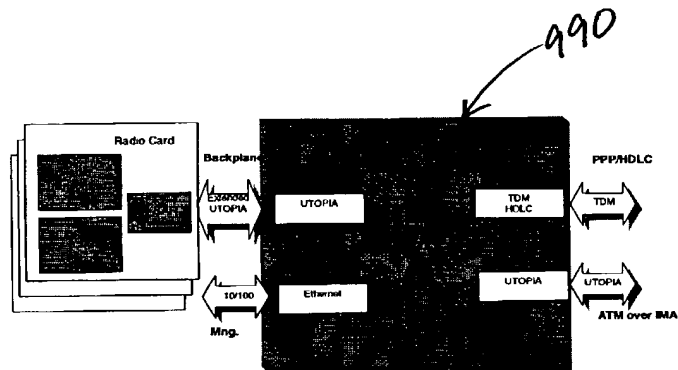 990
Radio Card
Backplane
PPP/HDLC
Extended
UTOPIA
UTOPIA
TDM
HDLC
TDM
10/100
Ethernet
UTOPIA
UTOPIA
Mng.
ATM over IMA